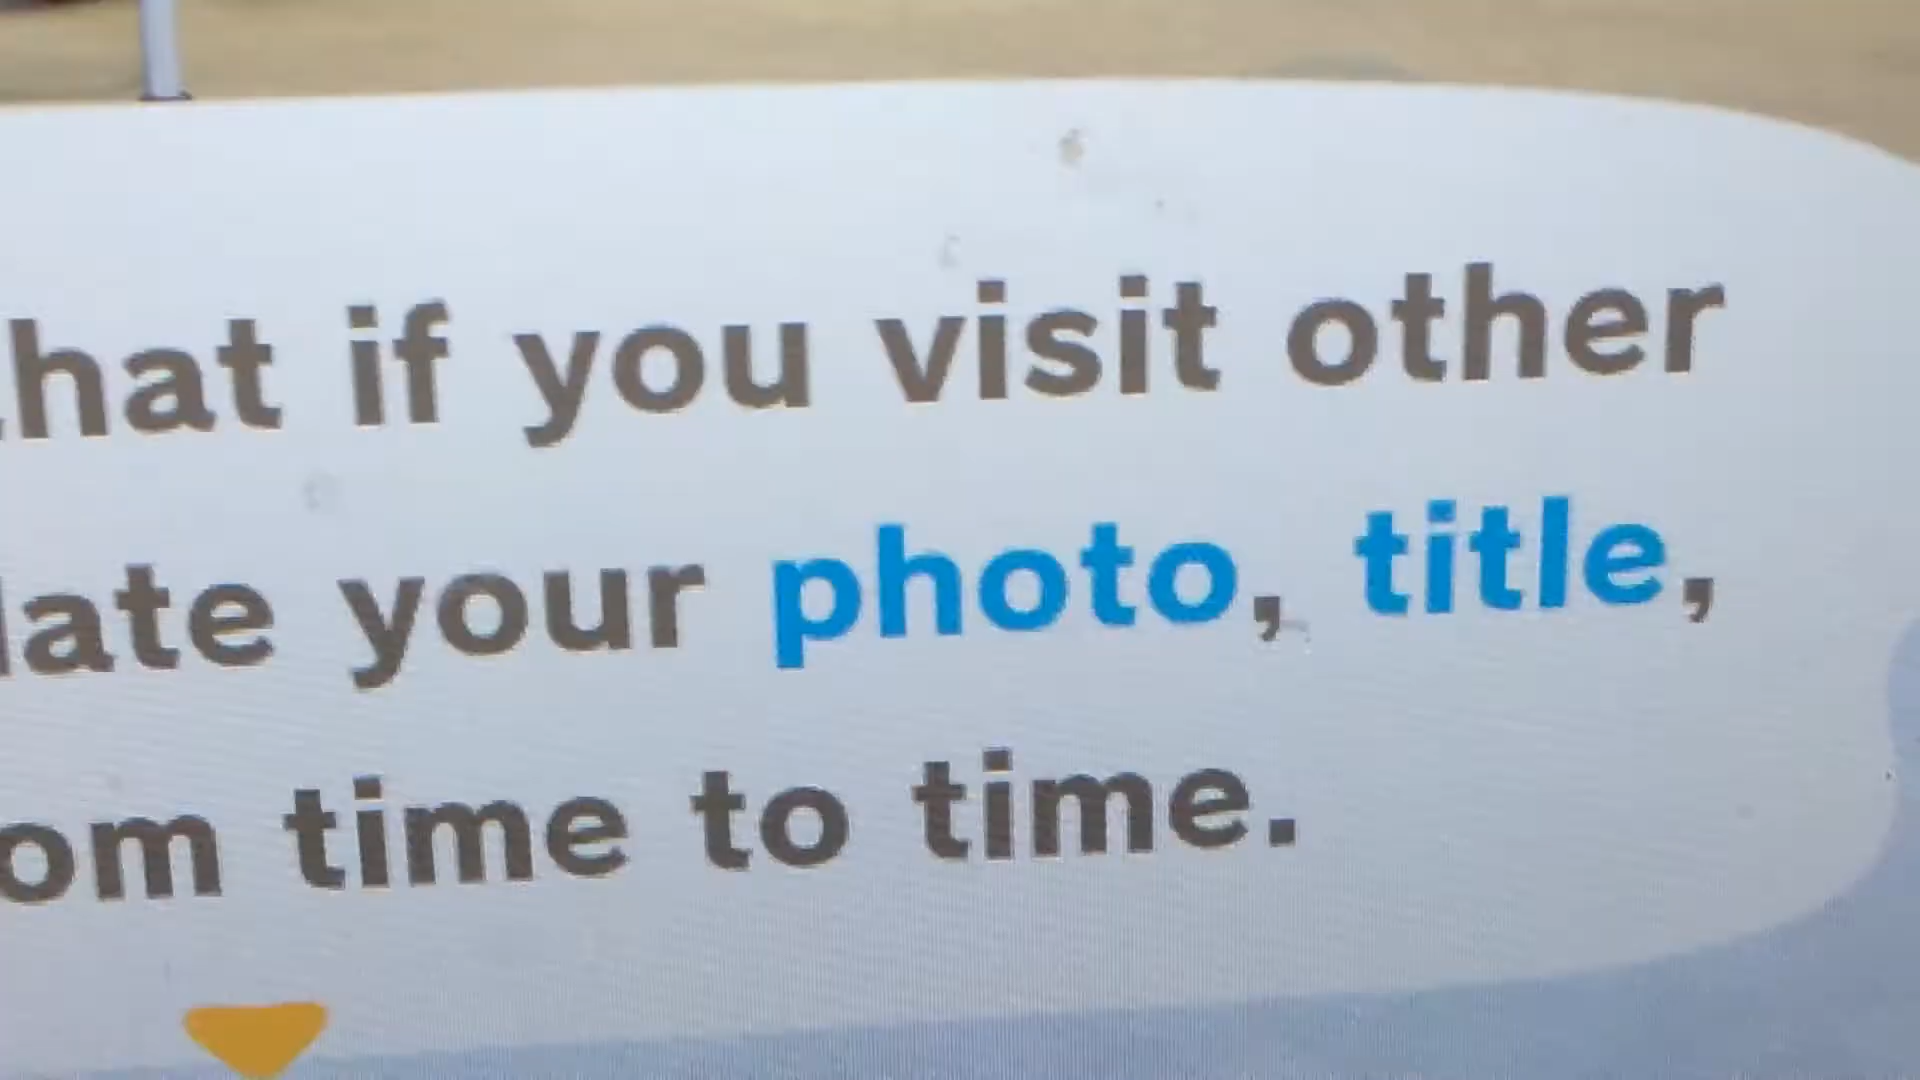 hat if you visit other
late your photo, title,
om time to time.